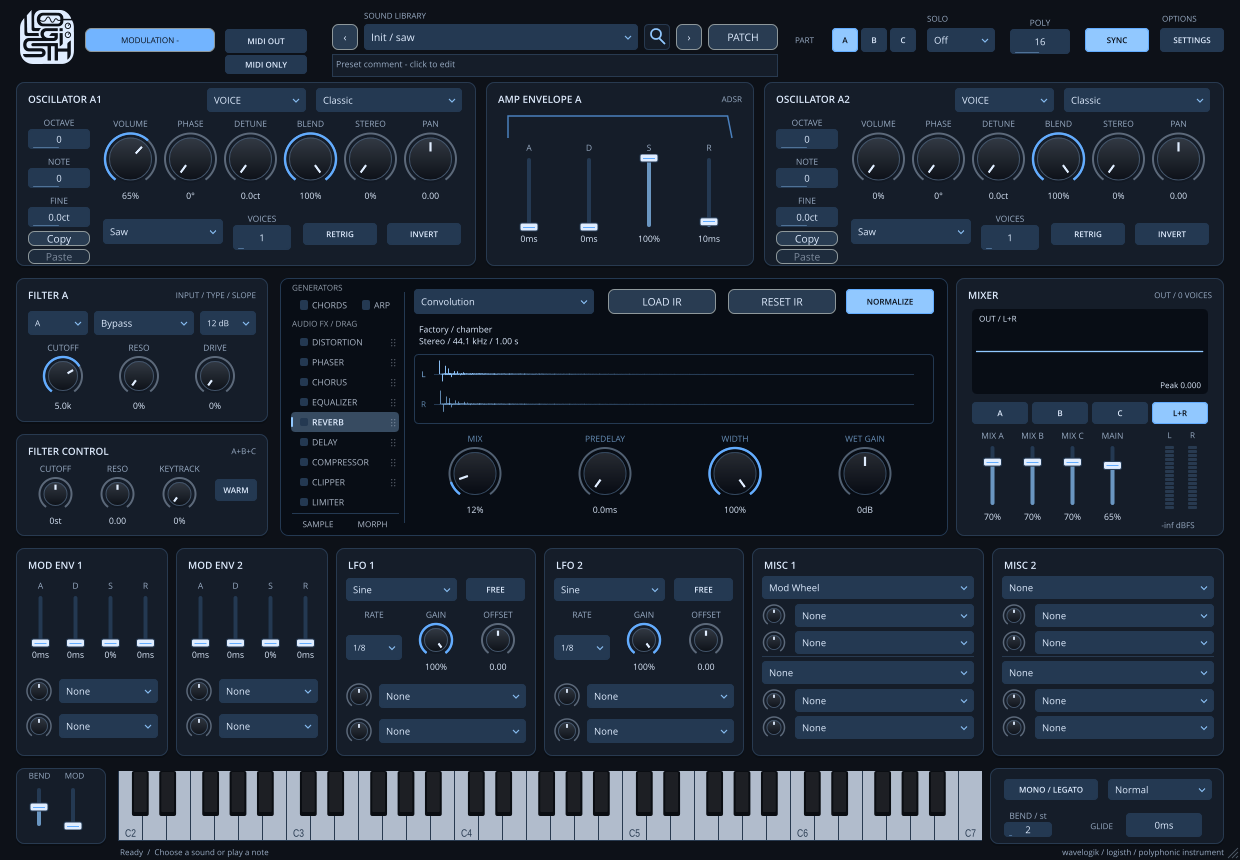 LOGISTH
MODULATION -
MIDI OUT
MIDI ONLY
SOUND LIBRARY
‹
Init / saw
›
PATCH
Preset comment - click to edit
PART
A
B
C
SOLO
Off
POLY
16
SYNC
OPTIONS
SETTINGS
OSCILLATOR A1
VOICE
Classic
OCTAVE
0
NOTE
0
FINE
0.0ct
Copy
Paste
VOLUME PHASE DETUNE BLEND STEREO PAN
65% 0° 0.0ct 100% 0% 0.00
Saw
VOICES
1
RETRIG
INVERT
AMP ENVELOPE A
ADSR
A D S R
0ms 0ms 100% 10ms
OSCILLATOR A2
VOICE
Classic
OCTAVE
0
NOTE
0
FINE
0.0ct
Copy
Paste
VOLUME PHASE DETUNE BLEND STEREO PAN
0% 0° 0.0ct 100% 0% 0.00
Saw
VOICES
1
RETRIG
INVERT
FILTER A
INPUT / TYPE / SLOPE
A
Bypass
12 dB
CUTOFF RESO DRIVE
5.0k 0% 0%
FILTER CONTROL
A+B+C
CUTOFF RESO KEYTRACK
WARM
0st 0.00 0%
GENERATORS
CHORDS ARP
AUDIO FX / DRAG
DISTORTION
PHASER
CHORUS
EQUALIZER
REVERB
DELAY
COMPRESSOR
CLIPPER
LIMITER
SAMPLE MORPH
Convolution
LOAD IR
RESET IR
NORMALIZE
Factory / chamber
Stereo / 44.1 kHz / 1.00 s
L
R
MIX PREDELAY WIDTH WET GAIN
12% 0.0ms 100% 0dB
MIXER
OUT / 0 VOICES
OUT / L+R
Peak 0.000
A B C L+R
MIX A MIX B MIX C MAIN L R
70% 70% 70% 65%
-inf dBFS
MOD ENV 1
A D S R
0ms 0ms 0% 0ms
None
None
MOD ENV 2
A D S R
0ms 0ms 0% 0ms
None
None
LFO 1
Sine
FREE
RATE GAIN OFFSET
1/8
100% 0.00
None
None
LFO 2
Sine
FREE
RATE GAIN OFFSET
1/8
100% 0.00
None
None
MISC 1
Mod Wheel
None
None
None
None
None
MISC 2
None
None
None
None
None
None
BEND MOD
C2 C3 C4 C5 C6 C7
MONO / LEGATO
Normal
BEND / st
2
GLIDE
0ms
Ready / Choose a sound or play a note
wavelogik / logisth / polyphonic instrument